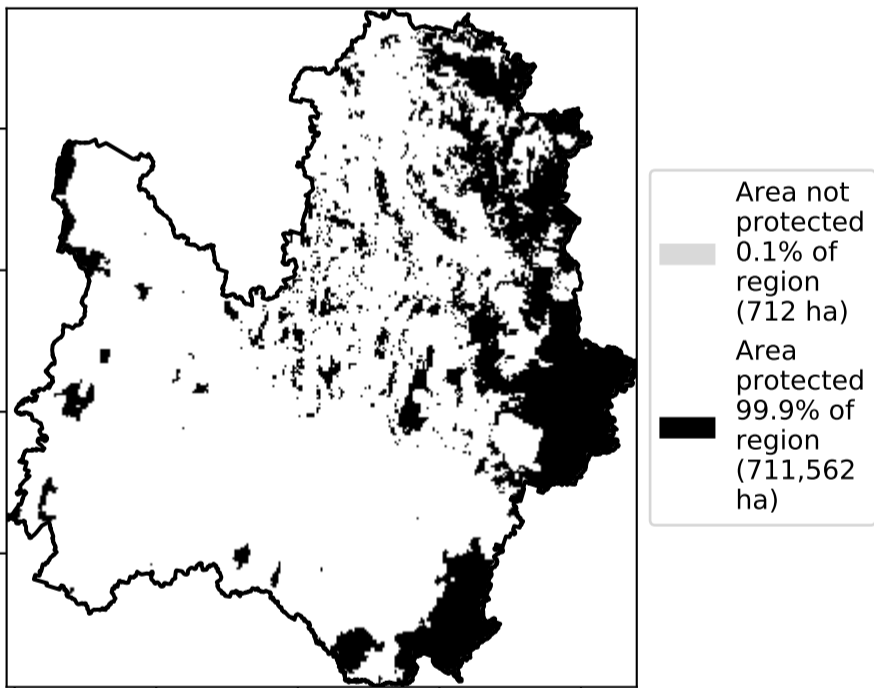 Area not
protected
0.1% of
region
(712 ha)
Area
protected
99.9% of
region
(711,562
ha)